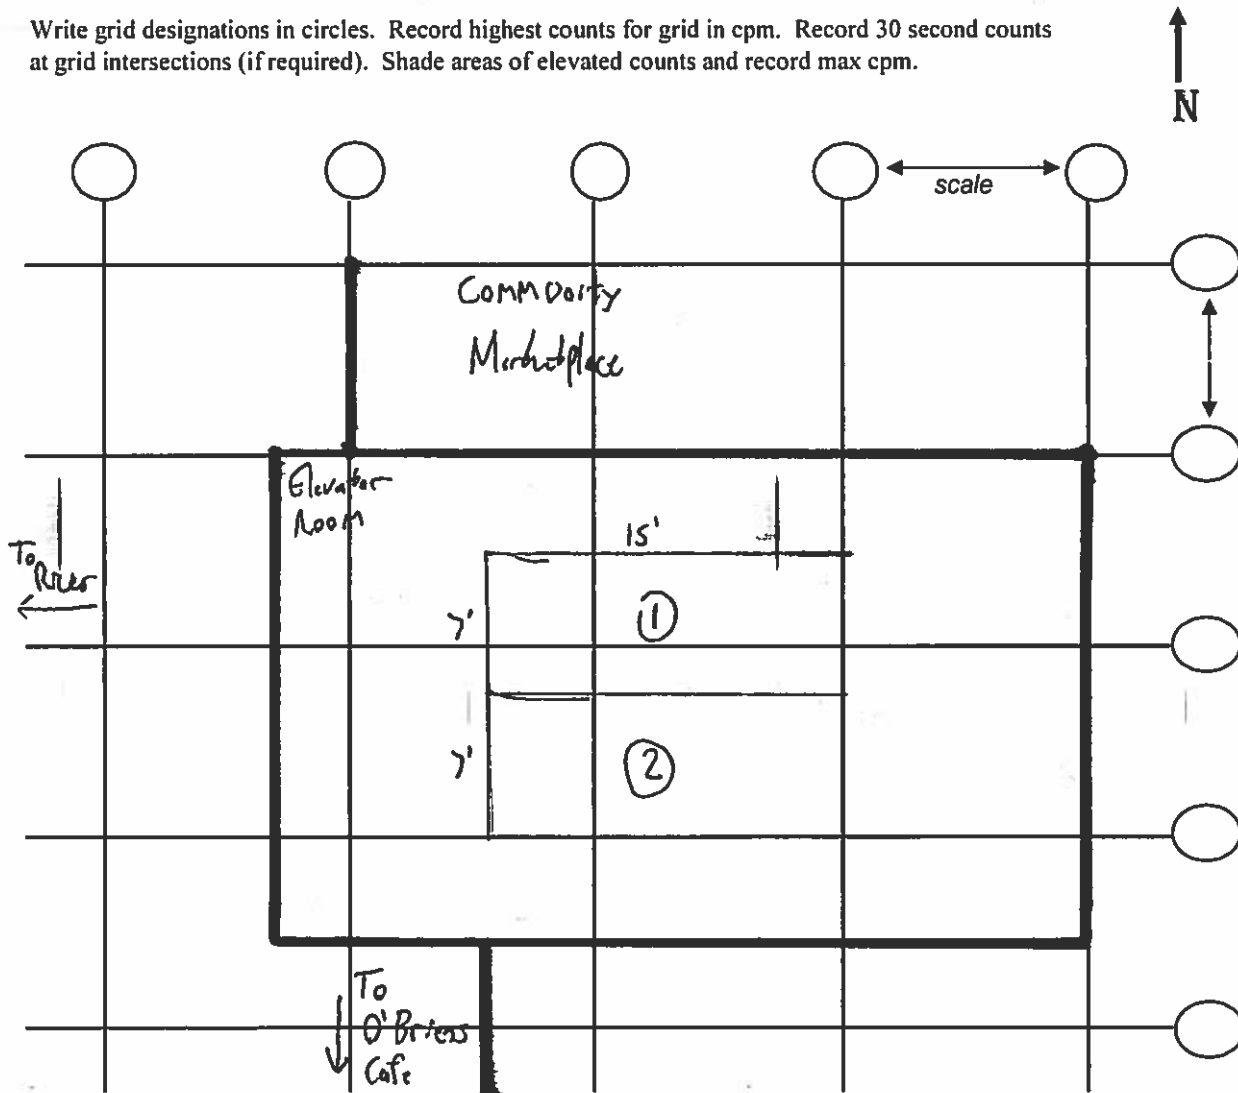 Write grid designations in circles. Record highest counts for grid in cpm. Record 30 second counts
at grid intersections (if required). Shade areas of elevated counts and record max cpm.
N
scale
Commodity
Marketplace
Elevator
Room
15'
To
River
7'
1
7'
2
To
O'Briens
Cafe